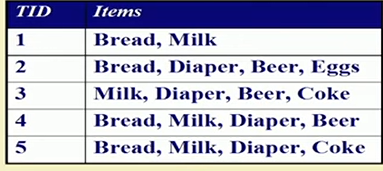 TID Items
1 Bread, Milk
2 Bread, Diaper, Beer, Eggs
3 Milk, Diaper, Beer, Coke
4 Bread, Milk, Diaper, Beer
5 Bread, Milk, Diaper, Coke